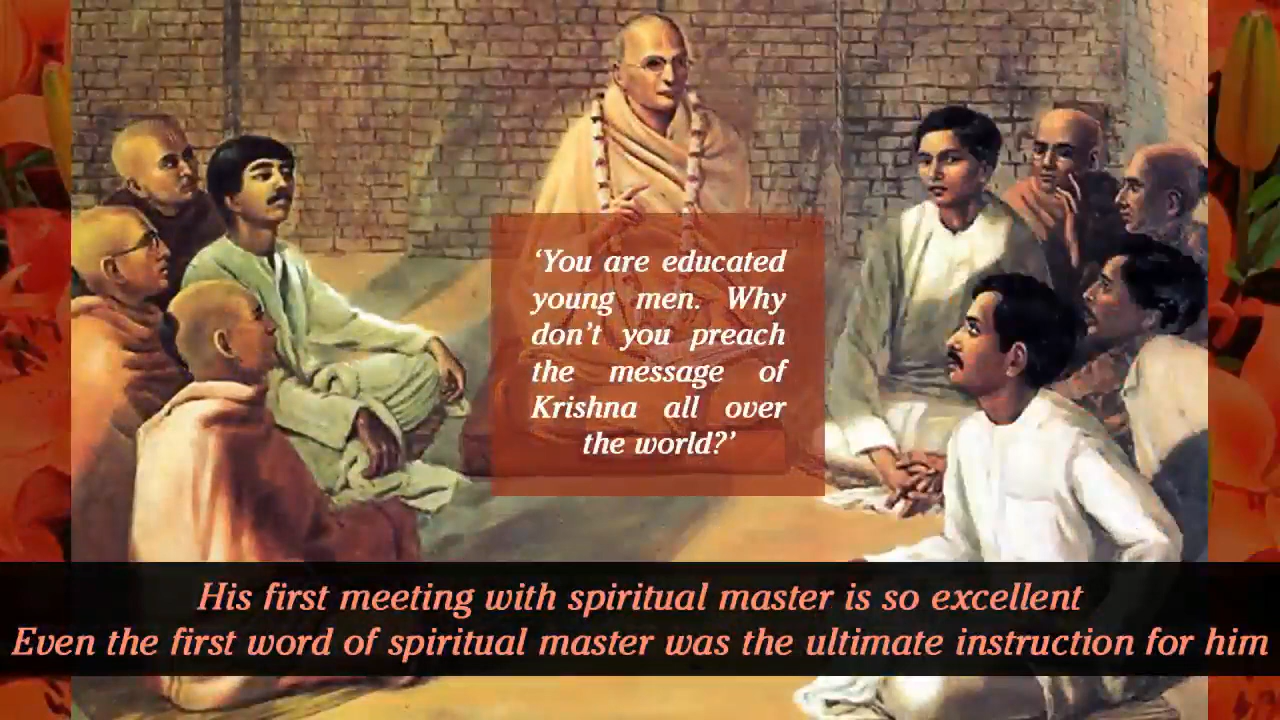 ‘You are educated
young men. Why
don’t you preach
the message of
Krishna all over
the world?’
His first meeting with spiritual master is so excellent
Even the first word of spiritual master was the ultimate instruction for him